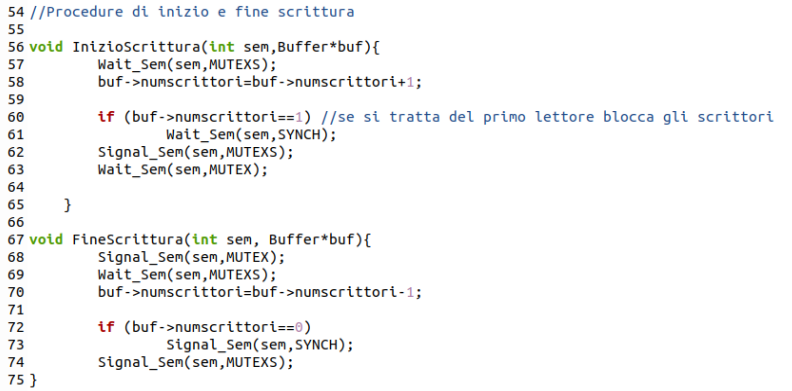 54 //Procedure di inizio e fine scrittura
55
56 void InizioScrittura(int sem,Buffer*buf){
57         Wait_Sem(sem,MUTEXS);
58         buf->numscrittori=buf->numscrittori+1;
59
60         if (buf->numscrittori==1) //se si tratta del primo lettore blocca gli scrittori
61                 Wait_Sem(sem,SYNCH);
62         Signal_Sem(sem,MUTEXS);
63         Wait_Sem(sem,MUTEX);
64
65     }
66
67 void FineScrittura(int sem, Buffer*buf){
68         Signal_Sem(sem,MUTEX);
69         Wait_Sem(sem,MUTEXS);
70         buf->numscrittori=buf->numscrittori-1;
71
72         if (buf->numscrittori==0)
73                 Signal_Sem(sem,SYNCH);
74         Signal_Sem(sem,MUTEXS);
75 }